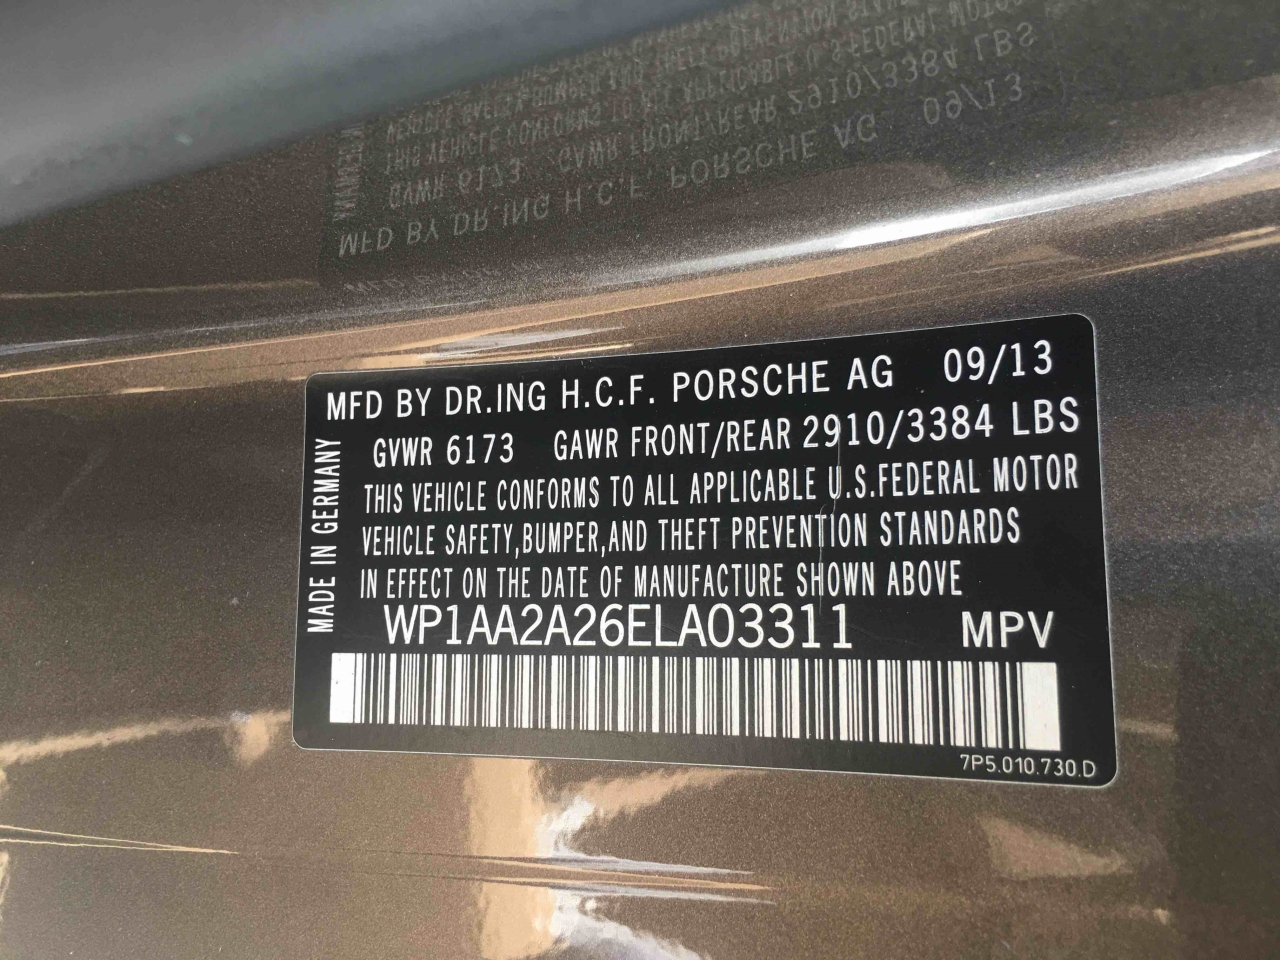 MFD BY DR.ING H.C.F. PORSCHE AG 09/13
GVWR 6173 GAWR FRONT/REAR 2910/3384 LBS
THIS VEHICLE CONFORMS TO ALL APPLICABLE U.S.FEDERAL MOTOR
VEHICLE SAFETY,BUMPER,AND THEFT PREVENTION STANDARDS
IN EFFECT ON THE DATE OF MANUFACTURE SHOWN ABOVE
WP1AA2A26ELA03311 MPV
MADE IN GERMANY
7P5.010.730.D